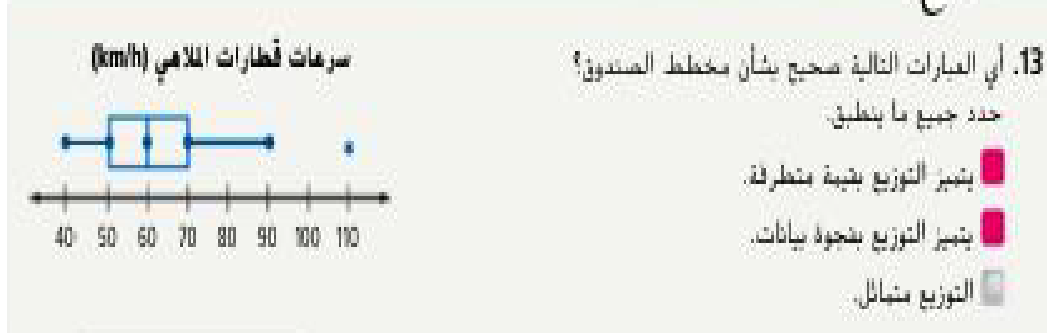 13. أي العبارات التالية صحيح بشأن مخطط الصندوق؟
حدد جميع ما ينطبق.
يتميز التوزيع بقيمة متطرفة.
يتميز التوزيع بفجوة بيانات.
التوزيع متماثل.
سرعات قطارات الملاهي (km/h)
40 50 60 70 80 90 100 110